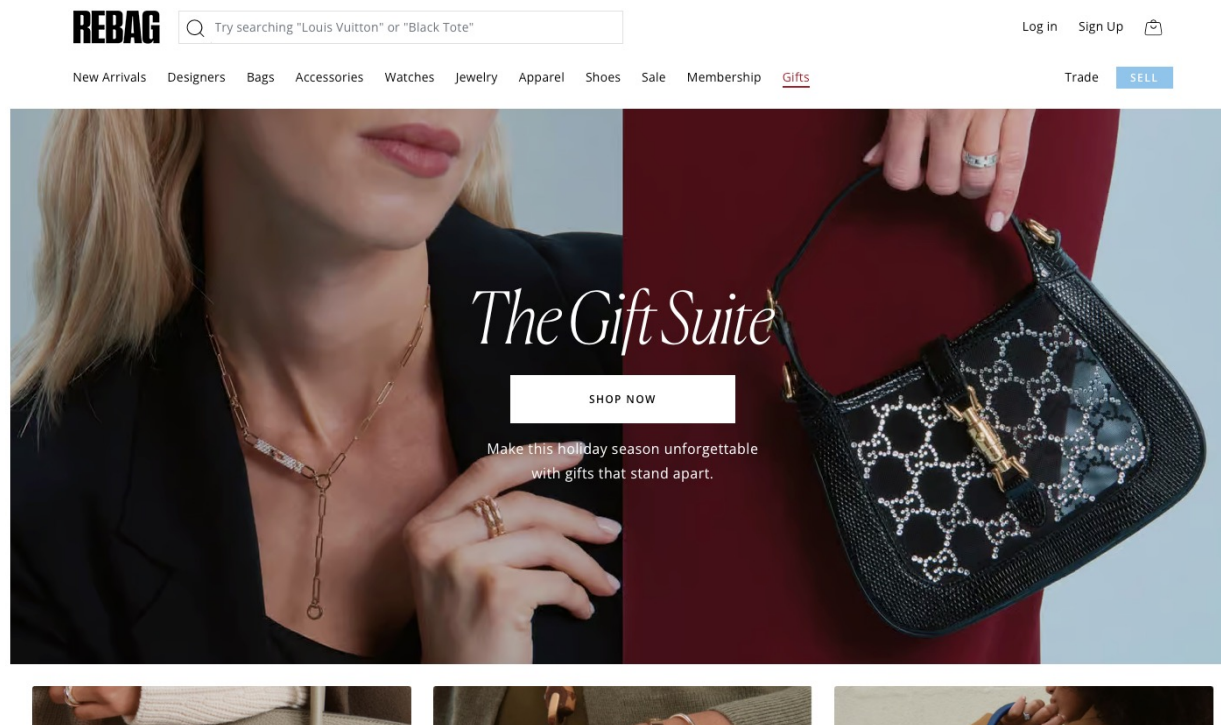 REBAG
Try searching "Louis Vuitton" or "Black Tote"
Log in
Sign Up
New Arrivals
Designers
Bags
Accessories
Watches
Jewelry
Apparel
Shoes
Sale
Membership
Gifts
Trade
SELL
The Gift Suite
SHOP NOW
Make this holiday season unforgettable
with gifts that stand apart.